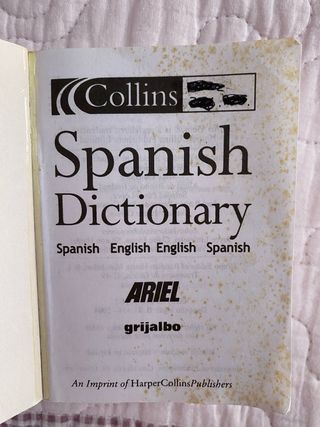 Collins
Spanish
Dictionary
Spanish English English Spanish
ARIEL
grijalbo
An Imprint of HarperCollinsPublishers